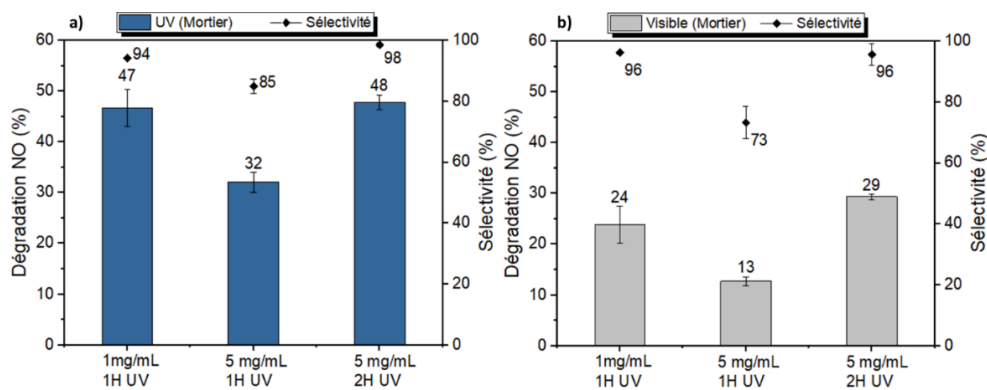 a)
UV (Mortier)
Sélectivité
Dégradation NO (%)
60
50
40
30
20
10
0
94
47
85
32
98
48
100
80
60
40
20
0
Sélectivité (%)
1mg/mL
1H UV
5 mg/mL
1H UV
5 mg/mL
2H UV
b)
Visible (Mortier)
Sélectivité
Dégradation NO (%)
60
50
40
30
20
10
0
96
24
73
13
96
29
100
80
60
40
20
0
Sélectivité (%)
1mg/mL
1H UV
5 mg/mL
1H UV
5 mg/mL
2H UV